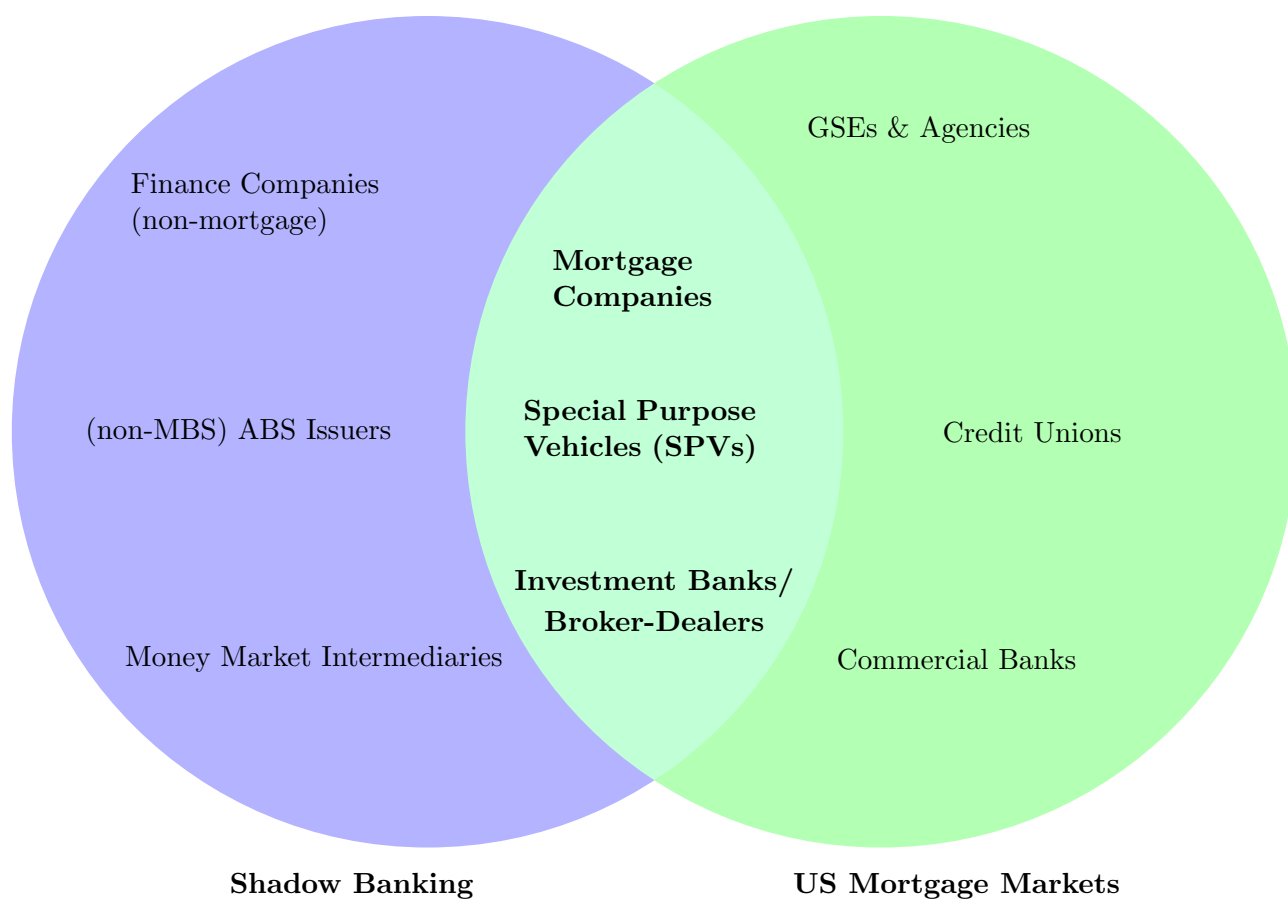 GSEs & Agencies
Finance Companies
(non-mortgage)
Mortgage
Companies
(non-MBS) ABS Issuers
Special Purpose
Vehicles (SPVs)
Credit Unions
Investment Banks/
Broker-Dealers
Money Market Intermediaries
Commercial Banks
Shadow Banking
US Mortgage Markets